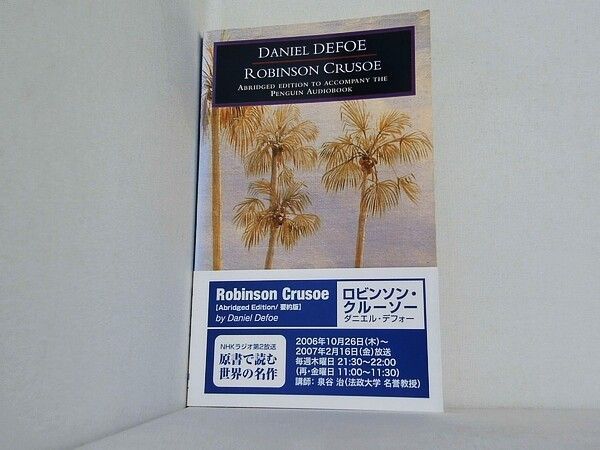 DANIEL DEFOE
ROBINSON CRUSOE
ABRIDGED EDITION TO ACCOMPANY THE
PENGUIN AUDIOBOOK
Robinson Crusoe
[Abridged Edition/要約版]
by Daniel Defoe
ロビンソン・
クルーソー
ダニエル・デフォー
NHKラジオ第2放送
原書で読む
世界の名作
2006年10月26日(木)〜
2007年2月16日(金)放送
毎週木曜日 21:30〜22:00
(再・金曜日 11:00〜11:30)
講師: 泉谷 治(法政大学 名誉教授)